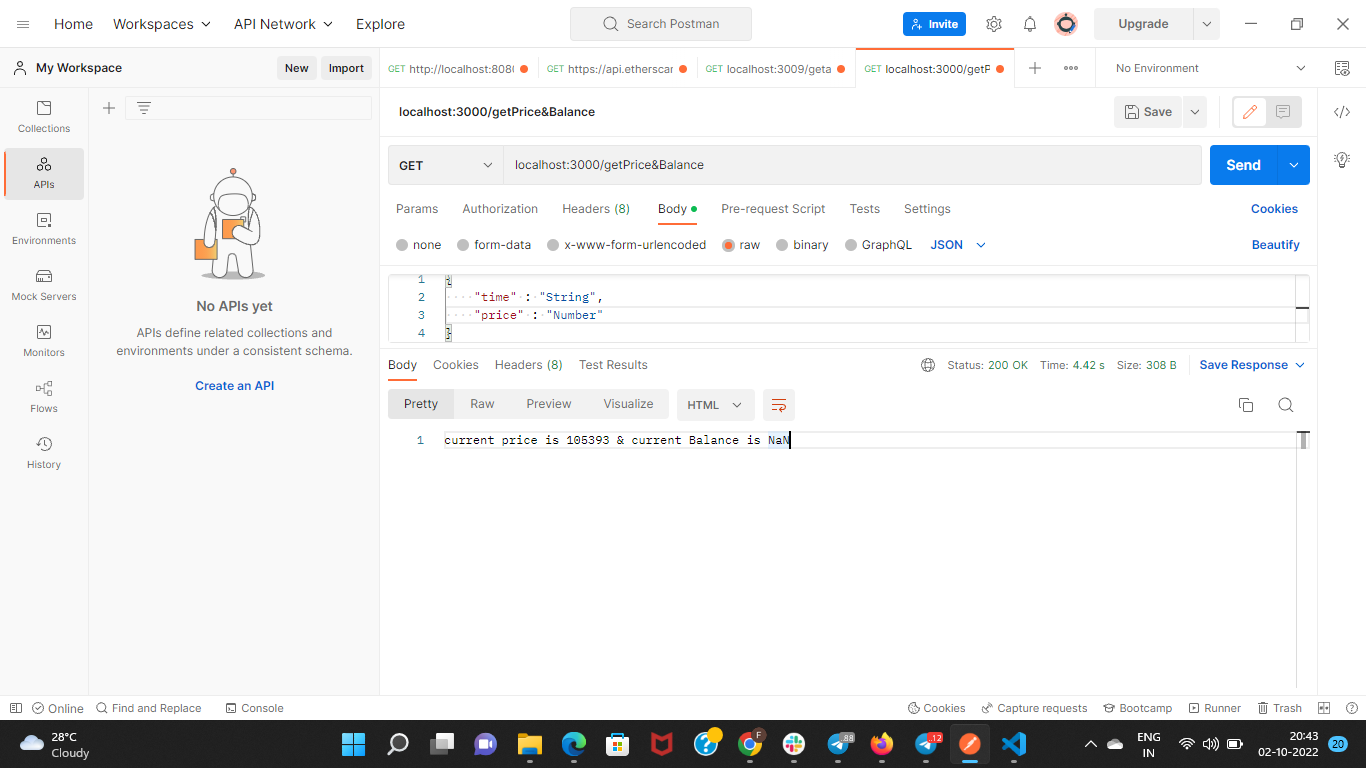 Home Workspaces API Network Explore Search Postman Invite Upgrade
My Workspace New Import GET http://localhost:808 GET https://api.etherscar GET localhost:3009/geta GET localhost:3000/getP No Environment
Collections
APIs
Environments
Mock Servers
Monitors
Flows
History
No APIs yet
APIs define related collections and
environments under a consistent schema.
Create an API
localhost:3000/getPrice&Balance Save
GET localhost:3000/getPrice&Balance Send
Params Authorization Headers (8) Body Pre-request Script Tests Settings Cookies
none form-data x-www-form-urlencoded raw binary GraphQL JSON Beautify
1 {
2 "time" : "String",
3 "price" : "Number"
4 }
Body Cookies Headers (8) Test Results Status: 200 OK Time: 4.42 s Size: 308 B Save Response
Pretty Raw Preview Visualize HTML
1 current price is 105393 & current Balance is NaN
Online Find and Replace Console Cookies Capture requests Bootcamp Runner Trash
28°C
Cloudy
F
88
12
ENG
IN
20:43
02-10-2022
20